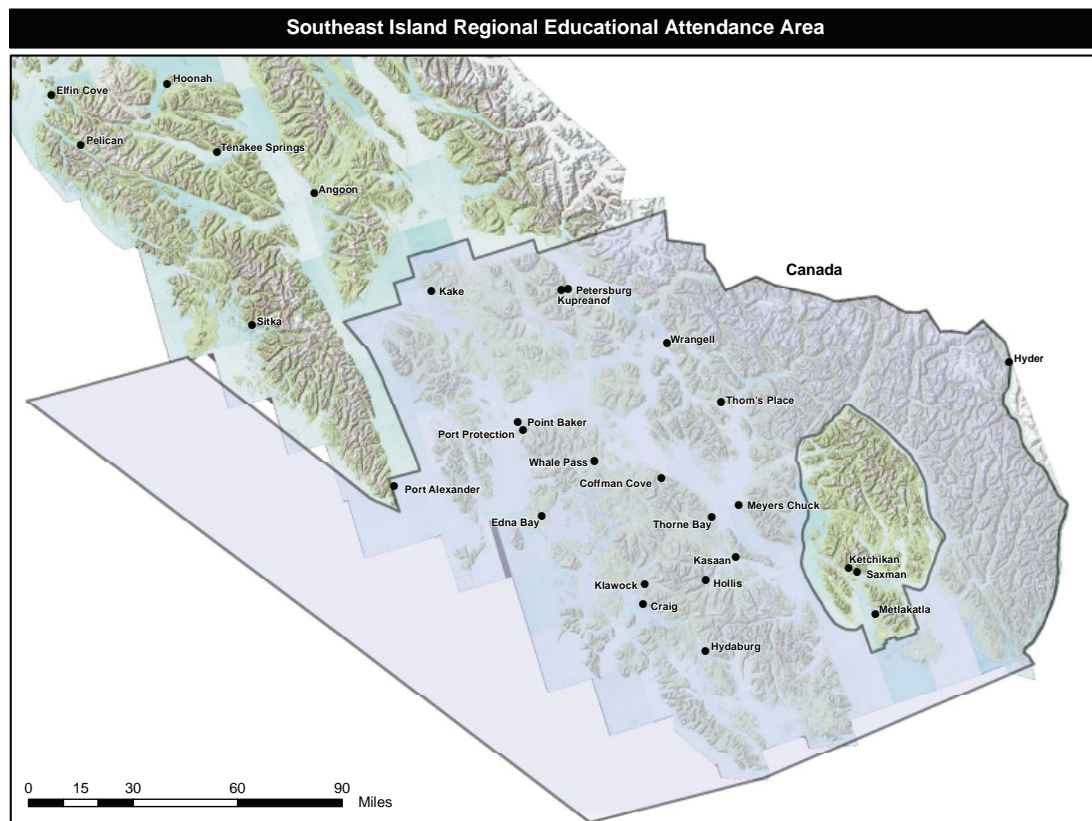 Southeast Island Regional Educational Attendance Area
Hoonah
Elfin Cove
Pelican
Tenakee Springs
Angoon
Canada
Kake
Petersburg
Kupreanof
Sitka
Wrangell
Hyder
Thom's Place
Point Baker
Port Protection
Whale Pass
Coffman Cove
Port Alexander
Meyers Chuck
Edna Bay
Thorne Bay
Kasaan
Ketchikan
Saxman
Klawock
Hollis
Craig
Metlakatla
Hydaburg
0 15 30 60 90
Miles